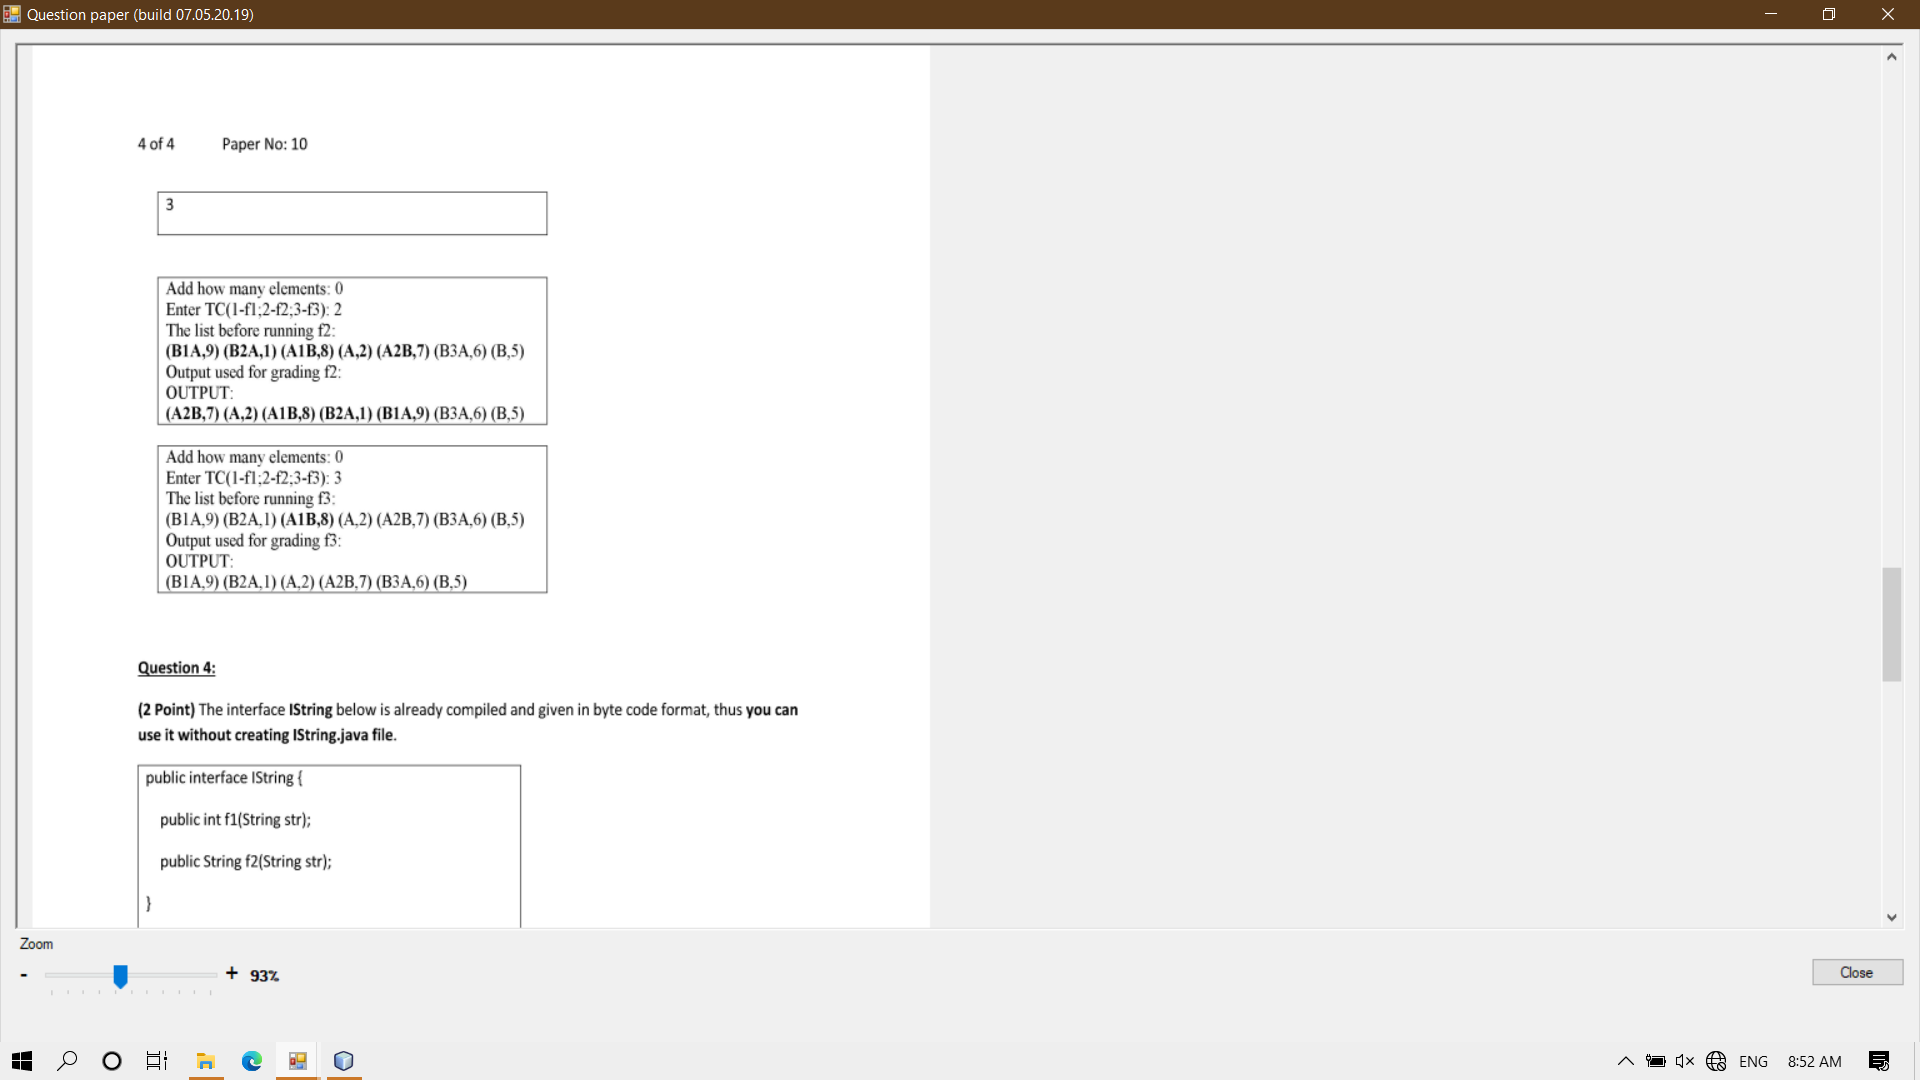 Question paper (build 07.05.20.19)
4 of 4 Paper No: 10
3
Add how many elements: 0
Enter TC(1-f1;2-f2;3-f3): 2
The list before running f2:
(B1A,9) (B2A,1) (A1B,8) (A,2) (A2B,7) (B3A,6) (B,5)
Output used for grading f2:
OUTPUT:
(A2B,7) (A,2) (A1B,8) (B2A,1) (B1A,9) (B3A,6) (B,5)
Add how many elements: 0
Enter TC(1-f1;2-f2;3-f3): 3
The list before running f3:
(B1A,9) (B2A,1) (A1B,8) (A,2) (A2B,7) (B3A,6) (B,5)
Output used for grading f3:
OUTPUT:
(B1A,9) (B2A,1) (A,2) (A2B,7) (B3A,6) (B,5)
Question 4:
(2 Point) The interface IString below is already compiled and given in byte code format, thus you can
use it without creating IString.java file.
public interface IString {
public int f1(String str);
public String f2(String str);
}
Zoom
- + 93%
Close
ENG 8:52 AM